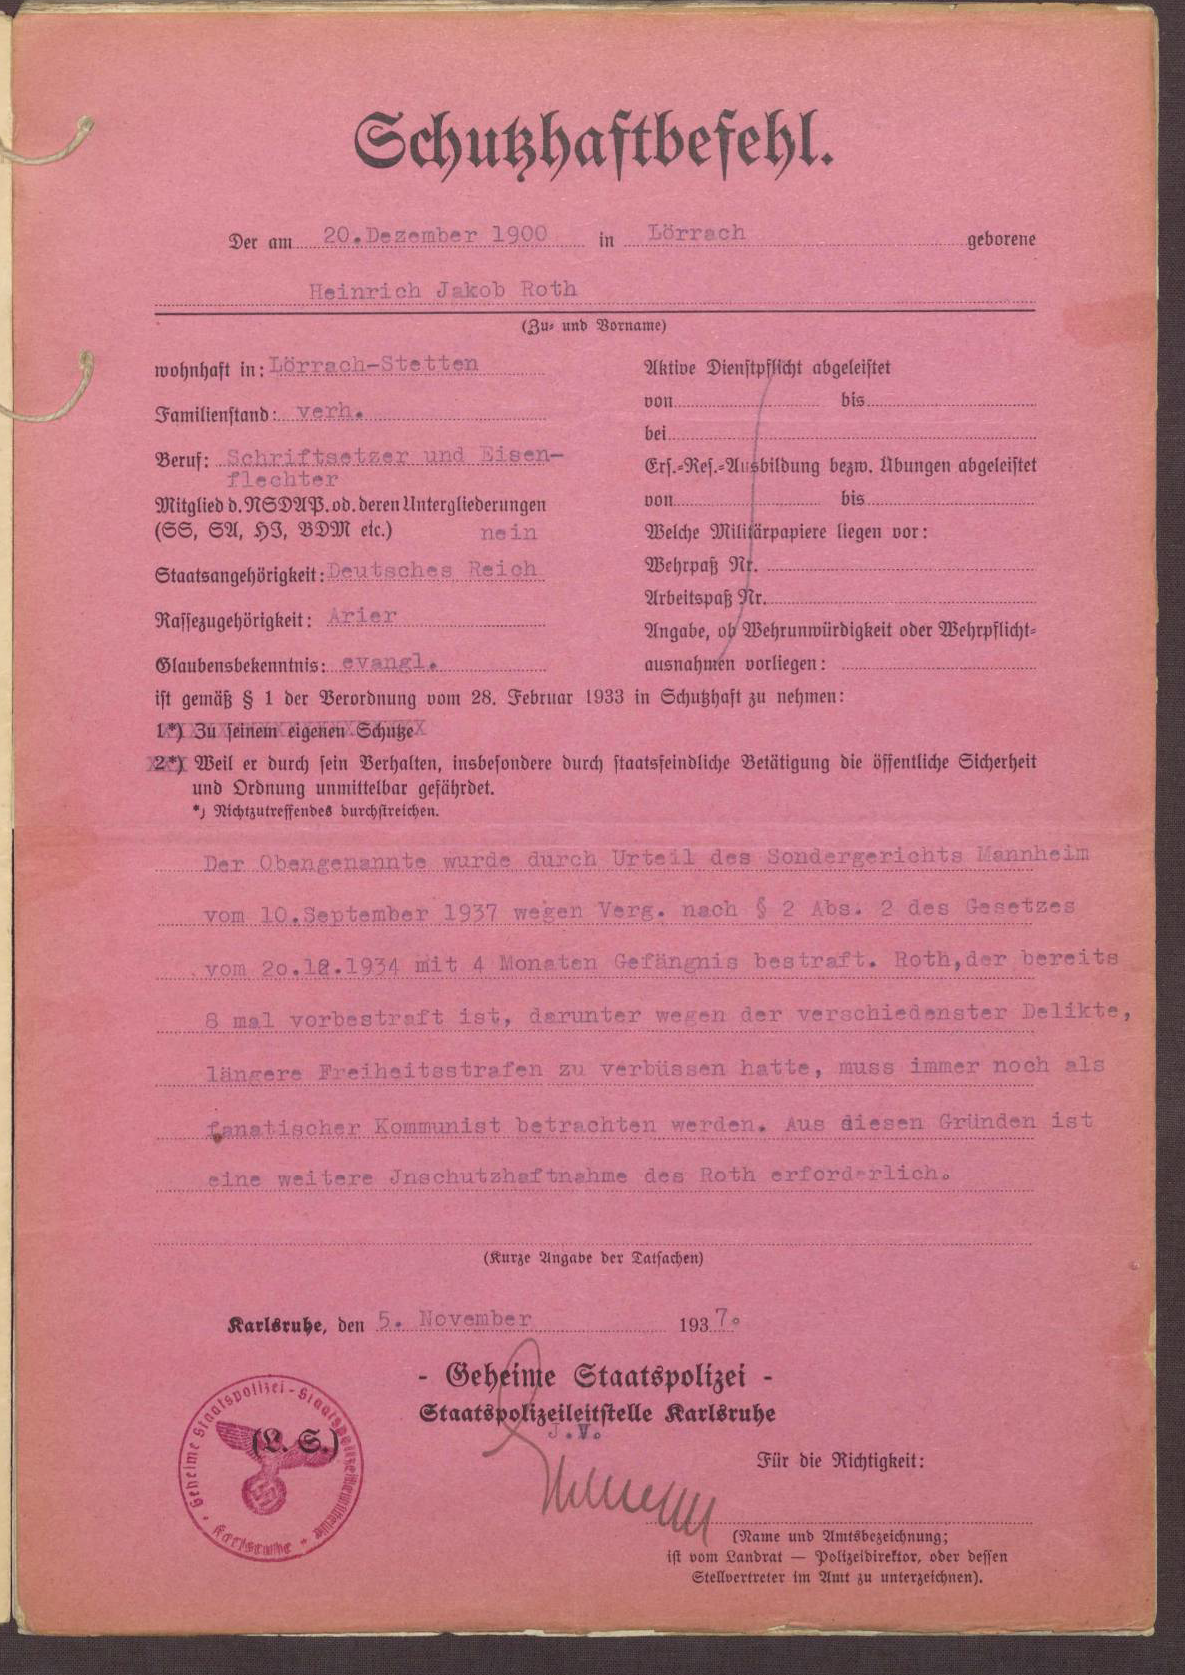 Schutzhaftbefehl.
Der am 20.Dezember 1900 in Lörrach geborene
Heinrich Jakob Roth
(Zu- und Vorname)
wohnhaft in: Lörrach-Stetten
Familienstand: verh.
Beruf: Schriftsetzer und Eisen-
flechter
Mitglied d. NSDAP. od. deren Untergliederungen
(SS, SA, HJ, BDM etc.) nein
Staatsangehörigkeit: Deutsches Reich
Rassezugehörigkeit: Arier
Glaubensbekenntnis: evangl.
Aktive Dienstpflicht abgeleistet
von bis
bei
Ers.-Res.-Ausbildung bezw. Übungen abgeleistet
von bis
Welche Militärpapiere liegen vor:
Wehrpaß Nr.
Arbeitspaß Nr.
Angabe, ob Wehrunwürdigkeit oder Wehrpflicht-
ausnahmen vorliegen:
ist gemäß § 1 der Verordnung vom 28. Februar 1933 in Schutzhaft zu nehmen:
1*) Zu seinem eigenen Schutze
2*) Weil er durch sein Verhalten, insbesondere durch staatsfeindliche Betätigung die öffentliche Sicherheit
und Ordnung unmittelbar gefährdet.
*) Nichtzutreffendes durchstreichen.
Der Obengenannte wurde durch Urteil des Sondergerichts Mannheim
vom 10.September 1937 wegen Verg. nach § 2 Abs. 2 des Gesetzes
vom 2o.12.1934 mit 4 Monaten Gefängnis bestraft. Roth,der bereits
8 mal vorbestraft ist, darunter wegen der verschiedenster Delikte,
längere Freiheitsstrafen zu verbüssen hatte, muss immer noch als
fanatischer Kommunist betrachten werden. Aus diesen Gründen ist
eine weitere Jnschutzhaftnahme des Roth erforderlich.
(Kurze Angabe der Tatsachen)
Karlsruhe, den 5. November 1937.
- Geheime Staatspolizei -
Staatspolizeileitstelle Karlsruhe
J.V.
(L. S.)
Geheime Staatspolizei - Staatspolizeileitstelle
Karlsruhe
Für die Richtigkeit:
(Name und Amtsbezeichnung;
ist vom Landrat — Polizeidirektor, oder dessen
Stellvertreter im Amt zu unterzeichnen).